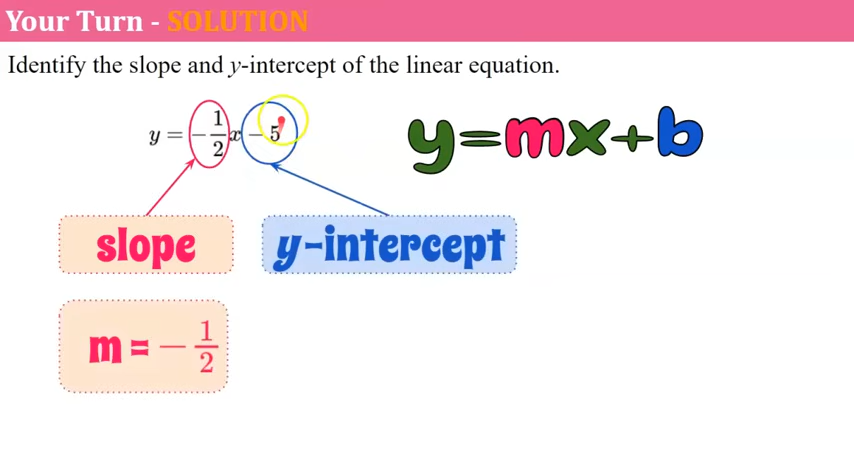 Your Turn - SOLUTION
Identify the slope and y-intercept of the linear equation.
y = -1/2 x - 5
y=mx+b
slope
y-intercept
m = -1/2